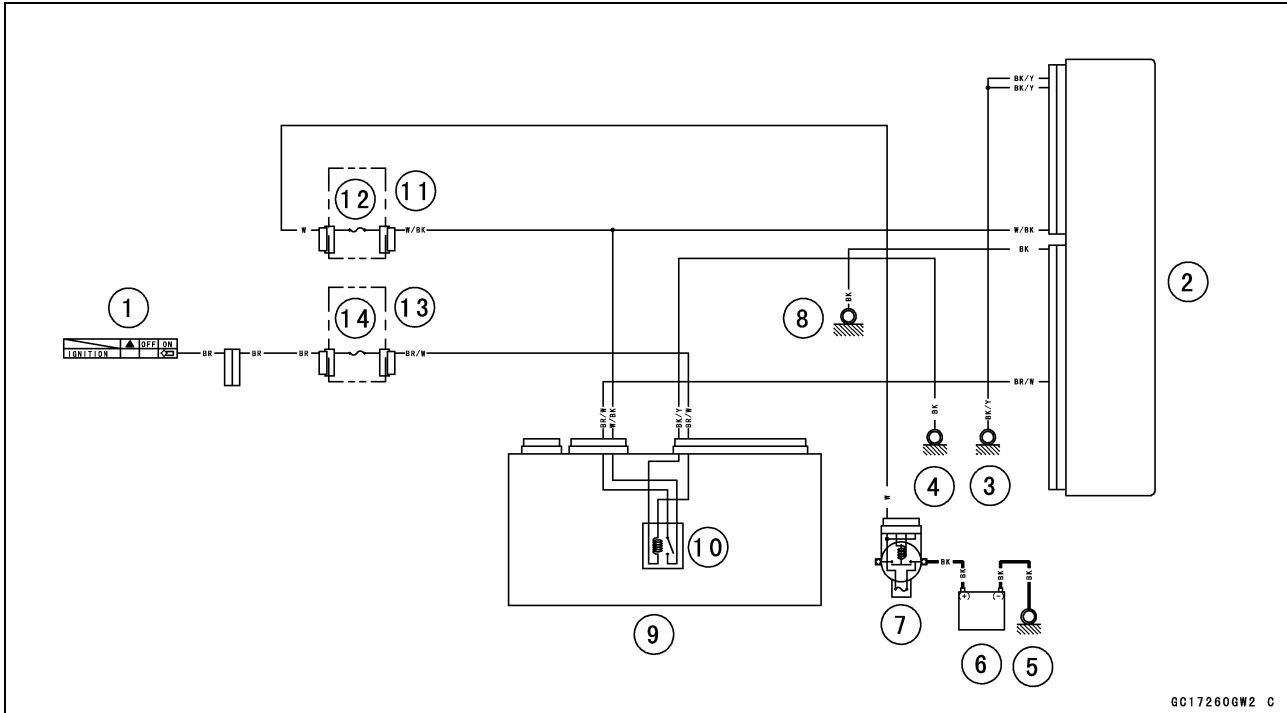 BK/Y
BK/Y
12
11
W
W/BK
W/BK
BK
2
1
14
13
8
BK
OFF ON
IGNITION
BR
BR
BR
BR/W
BR/W
BR/W
W/BK
BK/Y
BR/W
BK
BK/Y
4
3
W
10
BK
BK
BK
BK
(+)
(-)
9
7
6
5
GC17260GW2 C